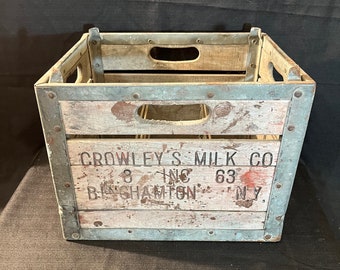 CROWLEY'S MILK CO
8 INC 63
BINGHAMTON N.Y.